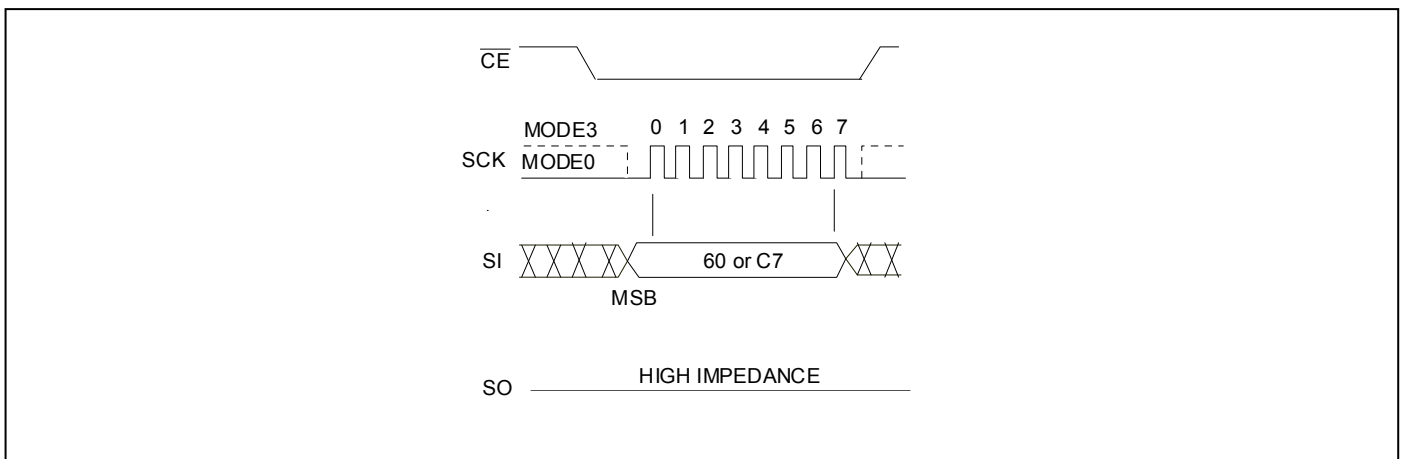 CE
MODE3 0 1 2 3 4 5 6 7
SCK MODE0
SI 60 or C7
MSB
SO HIGH IMPEDANCE